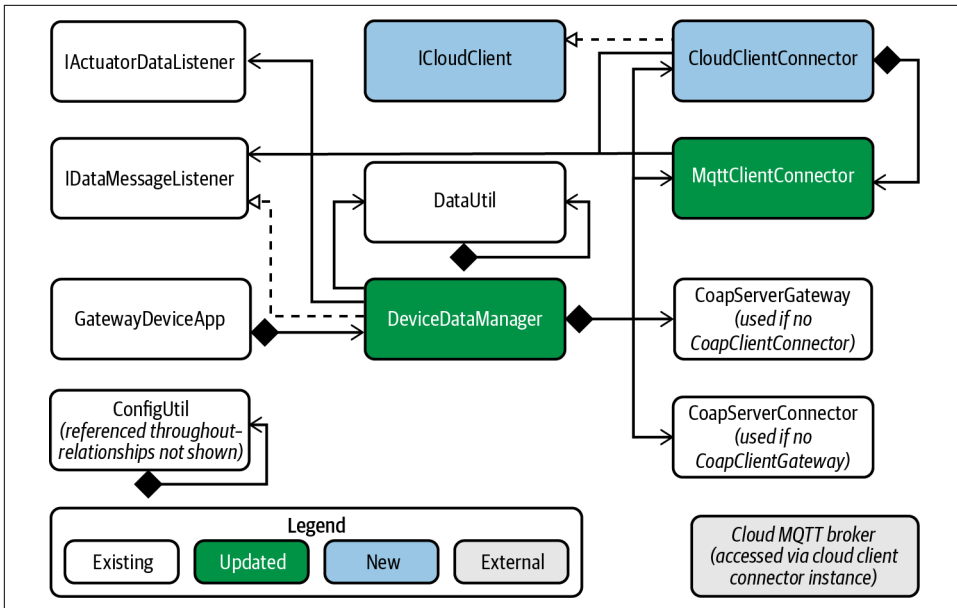 IActuatorDataListener
ICloudClient
CloudClientConnector
IDataMessageListener
DataUtil
MqttClientConnector
GatewayDeviceApp
DeviceDataManager
CoapServerGateway
(used if no
CoapClientConnector)
ConfigUtil
(referenced throughout–
relationships not shown)
CoapServerConnector
(used if no
CoapClientGateway)
Legend
Existing
Updated
New
External
Cloud MQTT broker
(accessed via cloud client
connector instance)